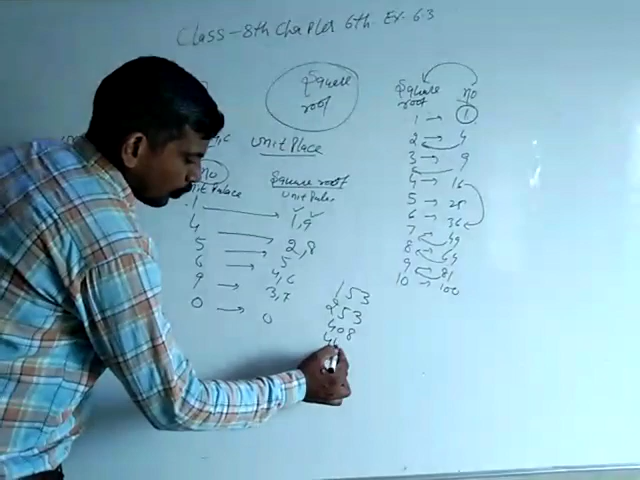 Class-8th Chapter 6th Ex-6.3
Square
root
Unit Place
no
Unit Palace
Square root
Unit Palace
1 → 1, 9
4 → 2, 8
5 → 5
6 → 4, 6
9 → 3, 7
0 → 0
153
253
408
Square
root
no
1 → 1
2 → 4
3 → 9
4 → 16
5 → 25
6 → 36
7 → 49
8 → 64
9 → 81
10 → 100